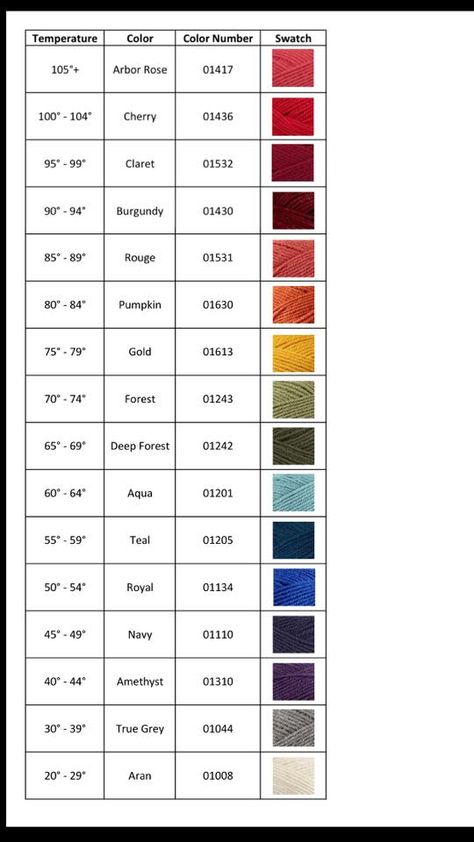 Temperature Color Color Number Swatch
105°+ Arbor Rose 01417
100° - 104° Cherry 01436
95° - 99° Claret 01532
90° - 94° Burgundy 01430
85° - 89° Rouge 01531
80° - 84° Pumpkin 01630
75° - 79° Gold 01613
70° - 74° Forest 01243
65° - 69° Deep Forest 01242
60° - 64° Aqua 01201
55° - 59° Teal 01205
50° - 54° Royal 01134
45° - 49° Navy 01110
40° - 44° Amethyst 01310
30° - 39° True Grey 01044
20° - 29° Aran 01008